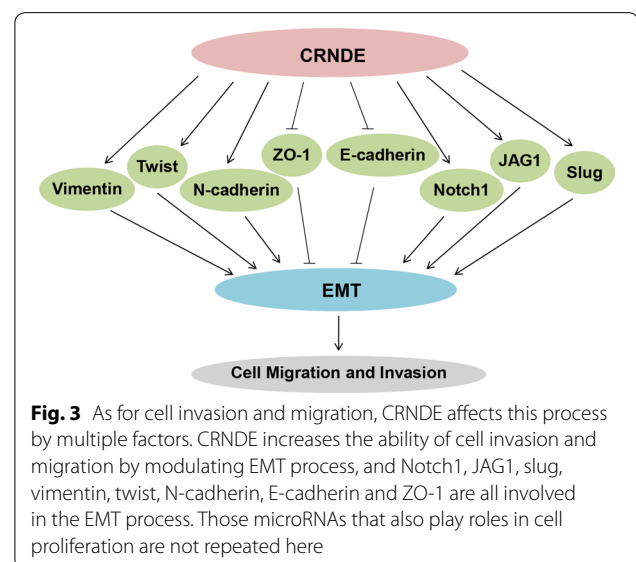 CRNDE
ZO-1
E-cadherin
Twist
JAG1
Vimentin
N-cadherin
Notch1
Slug
EMT
Cell Migration and Invasion
Fig. 3 As for cell invasion and migration, CRNDE affects this process
by multiple factors. CRNDE increases the ability of cell invasion and
migration by modulating EMT process, and Notch1, JAG1, slug,
vimentin, twist, N-cadherin, E-cadherin and ZO-1 are all involved
in the EMT process. Those microRNAs that also play roles in cell
proliferation are not repeated here